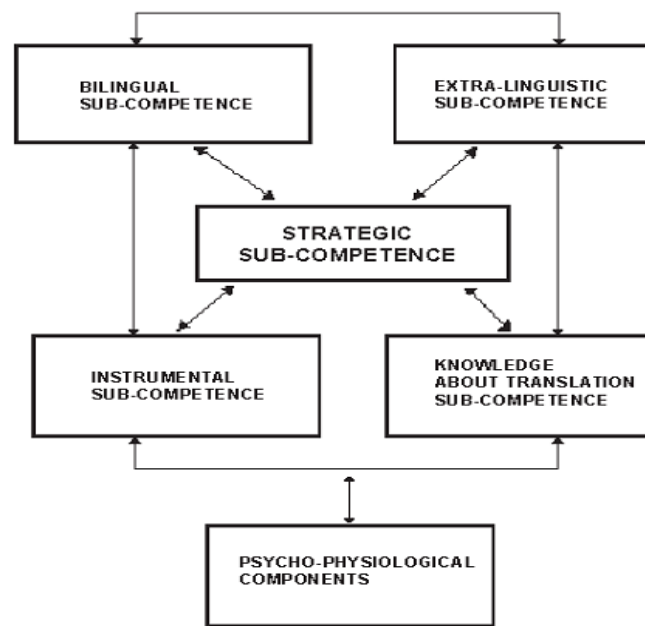 BILINGUAL
SUB-COMPETENCE
EXTRA-LINGUISTIC
SUB-COMPETENCE
STRATEGIC
SUB-COMPETENCE
INSTRUMENTAL
SUB-COMPETENCE
KNOWLEDGE
ABOUT TRANSLATION
SUB-COMPETENCE
PSYCHO-PHYSIOLOGICAL
COMPONENTS